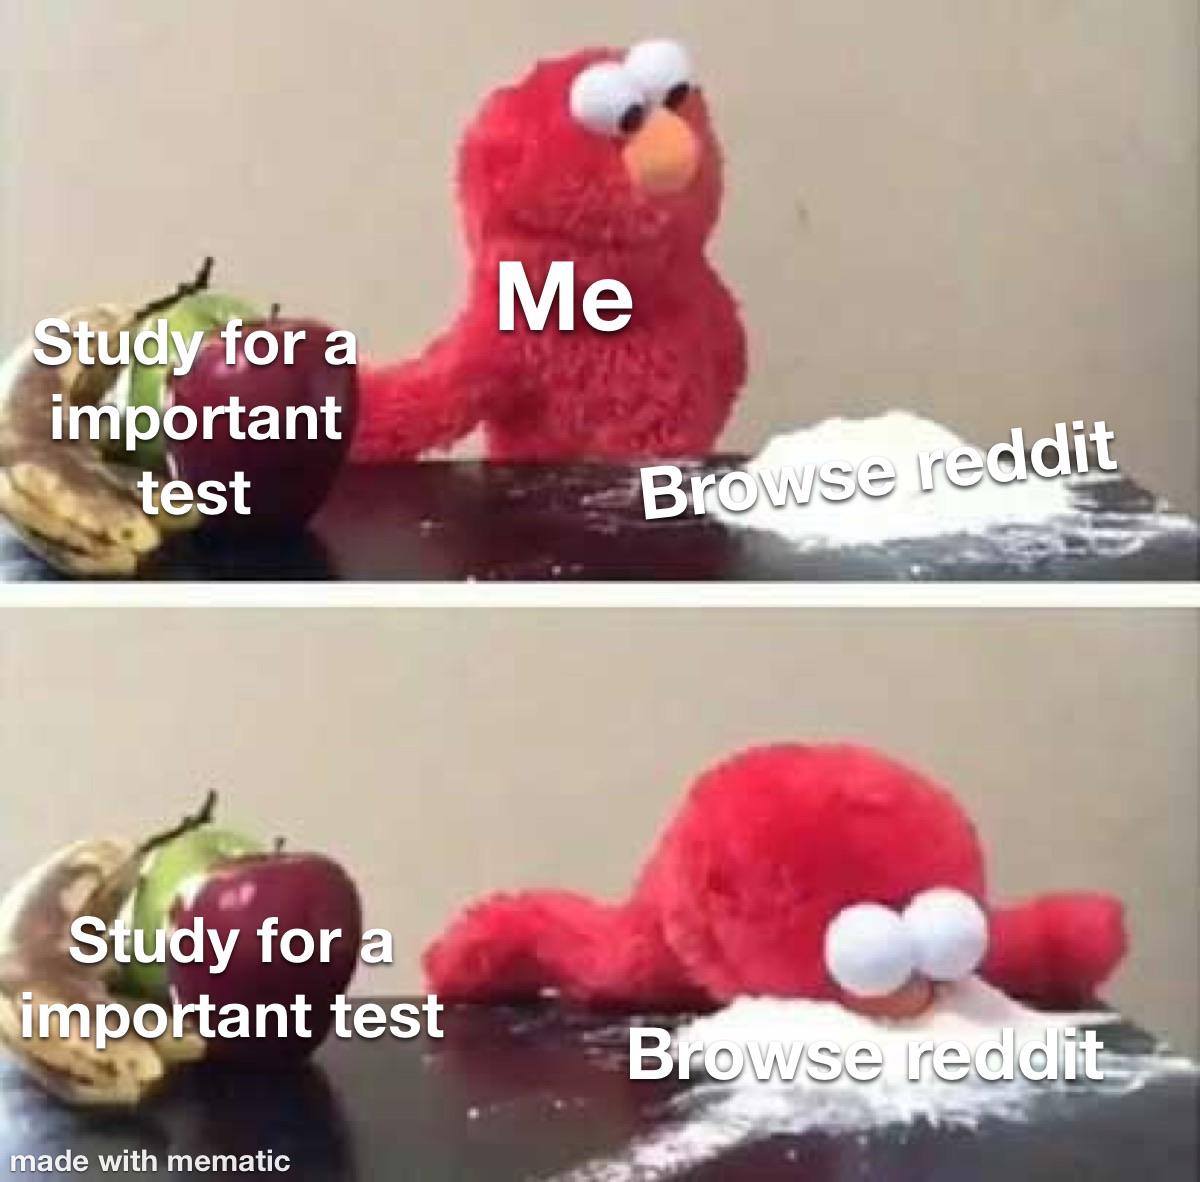 Me
Study for a
important
test
Browse reddit
Study for a
important test
Browse reddit
made with mematic